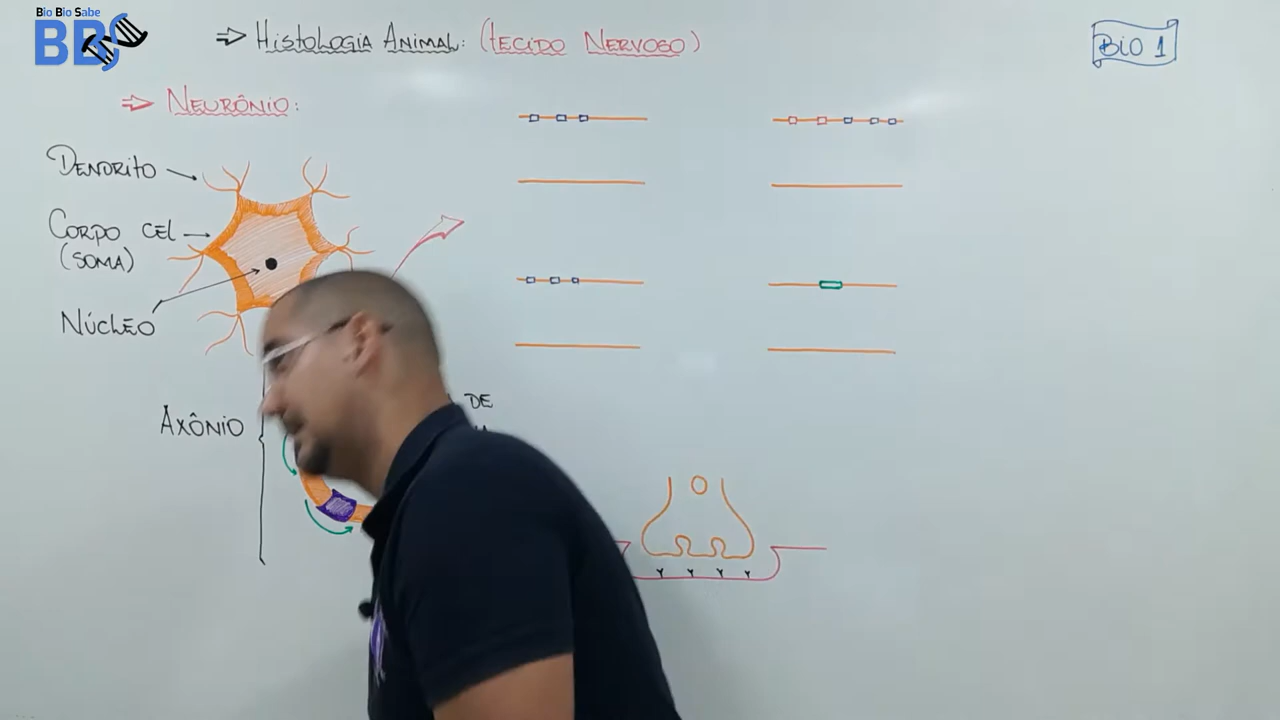 Bio Bio Sabe
BBS
⇒ Histologia Animal: (Tecido Nervoso)
Bio 1
⇒ Neurônio:
Dendrito
Corpo cel
(soma)
Núcleo
Axônio
de